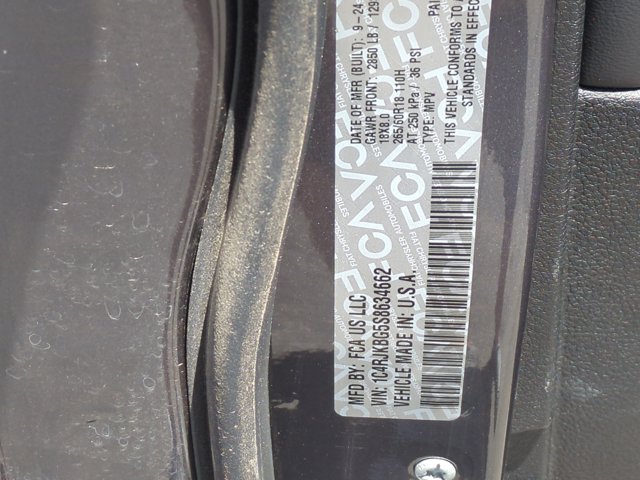 MFD BY: FCA US LLC
DATE OF MFR (BUILT): 9-24
GAWR FRONT: 2850 LB
18X8.0
265/60R18 110H
AT 250 kPa / 36 PSI
VIN: 1C4RJKBG5S8634662
TYPE: MPV
VEHICLE MADE IN: U.S.A.
THIS VEHICLE CONFORMS TO
STANDARDS IN EFFEC